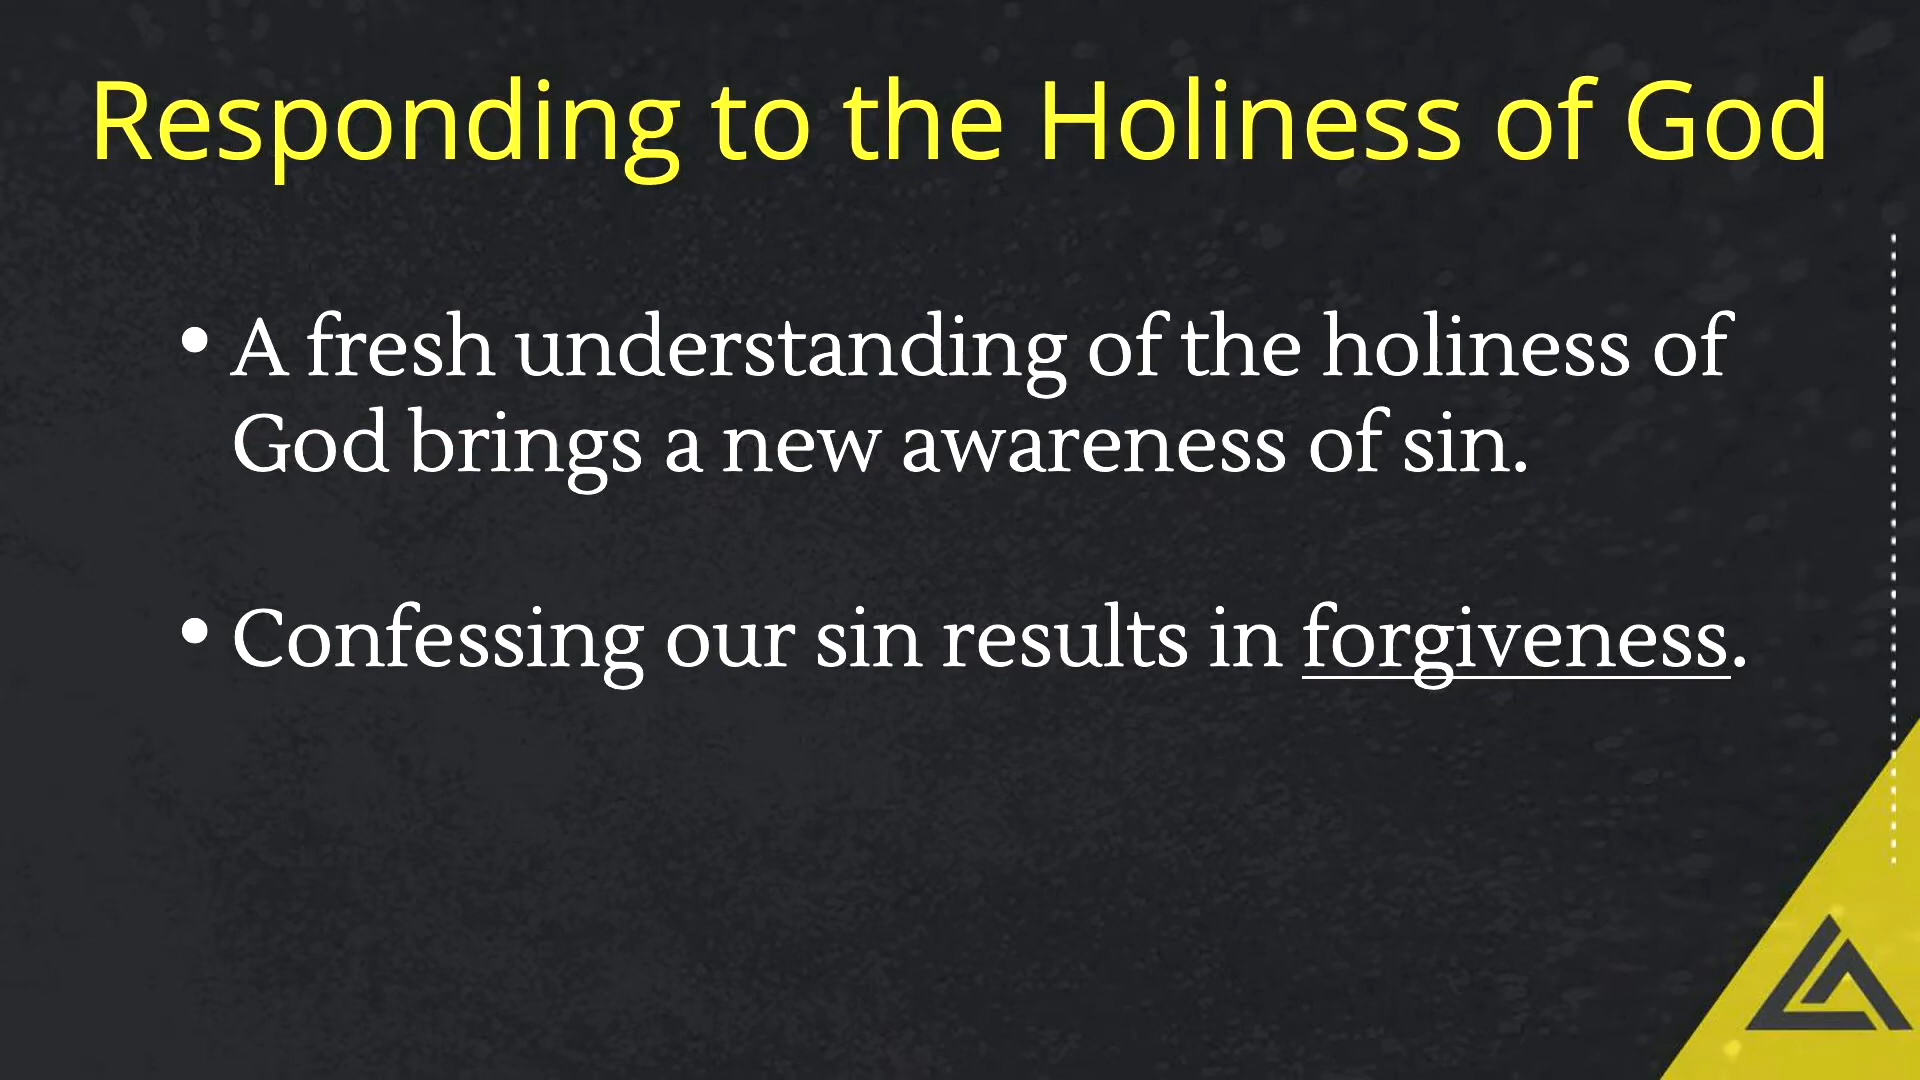 Responding to the Holiness of God
• A fresh understanding of the holiness of
God brings a new awareness of sin.
• Confessing our sin results in forgiveness.